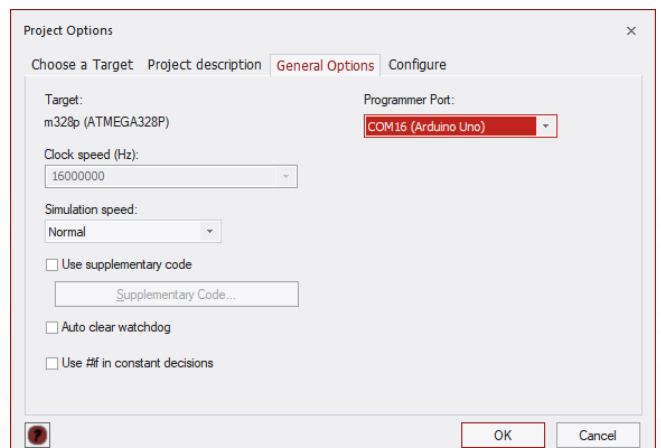 Project Options
Choose a Target Project description General Options Configure
Target:
m328p (ATMEGA328P)
Programmer Port:
COM16 (Arduino Uno)
Clock speed (Hz):
16000000
Simulation speed:
Normal
Use supplementary code
Supplementary Code...
Auto clear watchdog
Use #if in constant decisions
?
OK Cancel